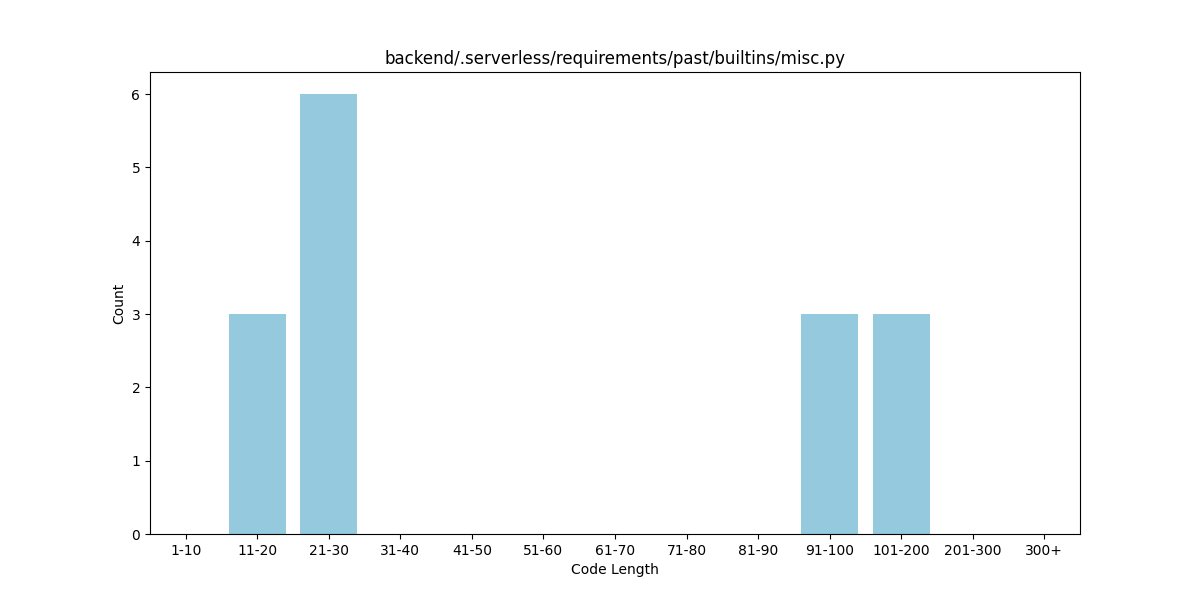 backend/.serverless/requirements/past/builtins/misc.py
6
5
4
3
2
1
0
Count
1-10 11-20 21-30 31-40 41-50 51-60 61-70 71-80 81-90 91-100 101-200 201-300 300+
Code Length